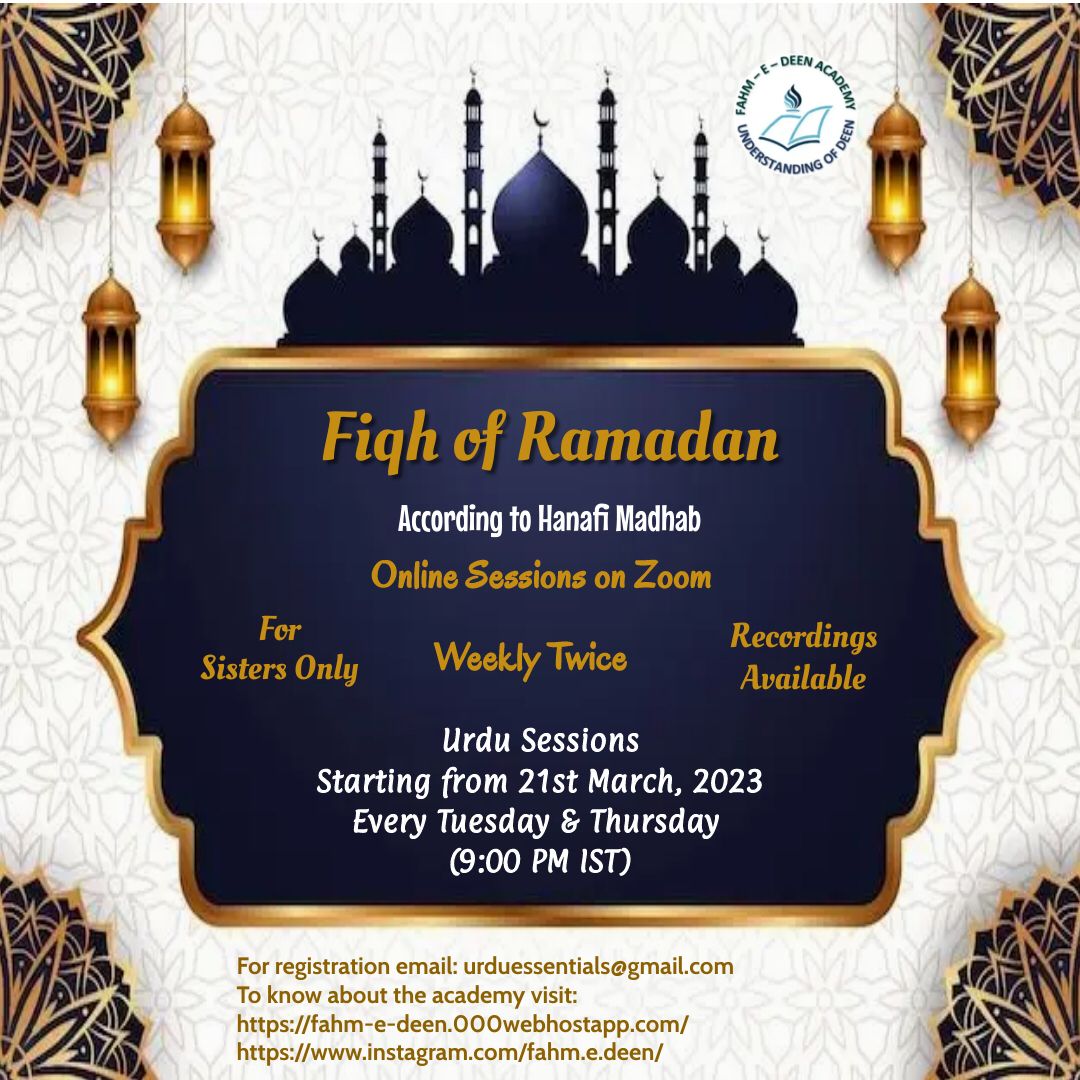 FAHM – E – DEEN ACADEMY
UNDERSTANDING OF DEEN
Fiqh of Ramadan
According to Hanafi Madhab
Online Sessions on Zoom
For
Sisters Only
Weekly Twice
Recordings
Available
Urdu Sessions
Starting from 21st March, 2023
Every Tuesday & Thursday
(9:00 PM IST)
For registration email: urduessentials@gmail.com
To know about the academy visit:
https://fahm-e-deen.000webhostapp.com/
https://www.instagram.com/fahm.e.deen/